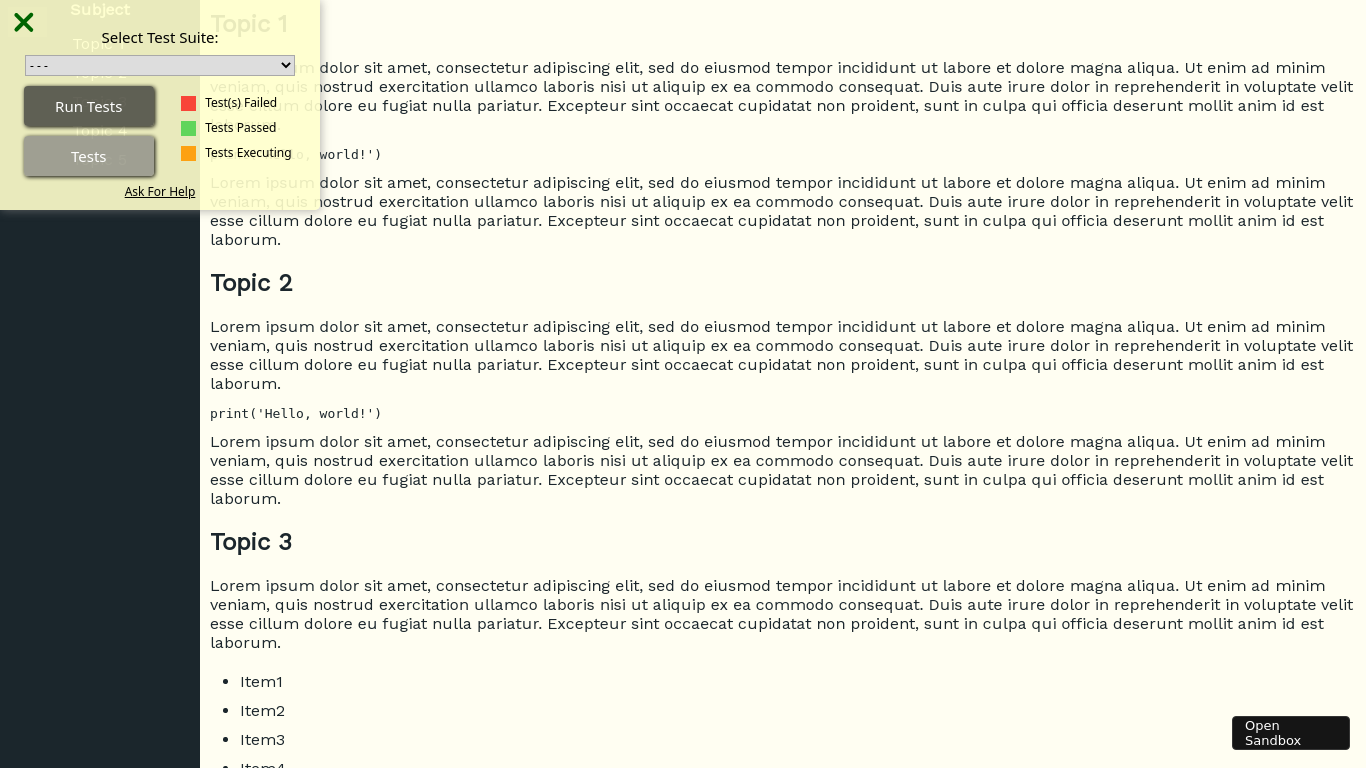 Subject
Topic 1
Select Test Suite:
Topic 1
---
Topic 2
Run Tests
Test(s) Failed
Tests Passed
Topic 4
Tests Executing
Tests
Ask For Help
dolor sit amet, consectetur adipiscing elit, sed do eiusmod tempor incididunt ut labore et dolore magna aliqua. Ut enim ad minim
veniam, quis nostrud exercitation ullamco laboris nisi ut aliquip ex ea commodo consequat. Duis aute irure dolor in reprehenderit in voluptate velit
dolore eu fugiat nulla pariatur. Excepteur sint occaecat cupidatat non proident, sunt in culpa qui officia deserunt mollit anim id est
world!')
Lorem ipsum dolor sit amet, consectetur adipiscing elit, sed do eiusmod tempor incididunt ut labore et dolore magna aliqua. Ut enim ad minim
veniam, quis nostrud exercitation ullamco laboris nisi ut aliquip ex ea commodo consequat. Duis aute irure dolor in reprehenderit in voluptate velit
esse cillum dolore eu fugiat nulla pariatur. Excepteur sint occaecat cupidatat non proident, sunt in culpa qui officia deserunt mollit anim id est
laborum.
Topic 2
Lorem ipsum dolor sit amet, consectetur adipiscing elit, sed do eiusmod tempor incididunt ut labore et dolore magna aliqua. Ut enim ad minim
veniam, quis nostrud exercitation ullamco laboris nisi ut aliquip ex ea commodo consequat. Duis aute irure dolor in reprehenderit in voluptate velit
esse cillum dolore eu fugiat nulla pariatur. Excepteur sint occaecat cupidatat non proident, sunt in culpa qui officia deserunt mollit anim id est
laborum.
print('Hello, world!')
Lorem ipsum dolor sit amet, consectetur adipiscing elit, sed do eiusmod tempor incididunt ut labore et dolore magna aliqua. Ut enim ad minim
veniam, quis nostrud exercitation ullamco laboris nisi ut aliquip ex ea commodo consequat. Duis aute irure dolor in reprehenderit in voluptate velit
esse cillum dolore eu fugiat nulla pariatur. Excepteur sint occaecat cupidatat non proident, sunt in culpa qui officia deserunt mollit anim id est
laborum.
Topic 3
Lorem ipsum dolor sit amet, consectetur adipiscing elit, sed do eiusmod tempor incididunt ut labore et dolore magna aliqua. Ut enim ad minim
veniam, quis nostrud exercitation ullamco laboris nisi ut aliquip ex ea commodo consequat. Duis aute irure dolor in reprehenderit in voluptate velit
esse cillum dolore eu fugiat nulla pariatur. Excepteur sint occaecat cupidatat non proident, sunt in culpa qui officia deserunt mollit anim id est
laborum.
Item1
Item2
Item3
Item4
Open
Sandbox